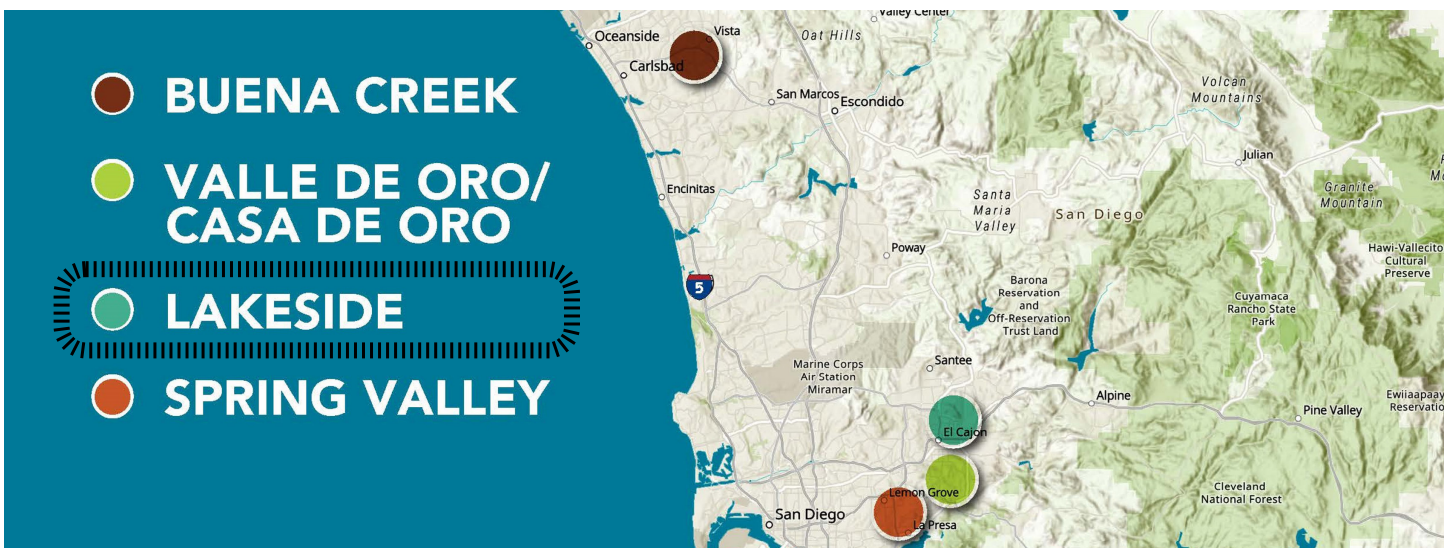 BUENA CREEK
VALLE DE ORO/
CASA DE ORO
LAKESIDE
SPRING VALLEY
Valley Center
Oceanside
Vista
Oat Hills
Carlsbad
San Marcos
Escondido
Volcan
Mountains
Julian
Encinitas
Santa
Maria
Valley
San Diego
Granite
Mountain
Poway
Hawi-Vallecito
Cultural
Preserve
5
Barona
Reservation
and
Off-Reservation
Trust Land
Cuyamaca
Rancho State
Park
Marine Corps
Air Station
Miramar
Santee
Alpine
Ewiiaapaay
Reservatio
Pine Valley
El Cajon
Lemon Grove
Cleveland
National Forest
San Diego
La Presa